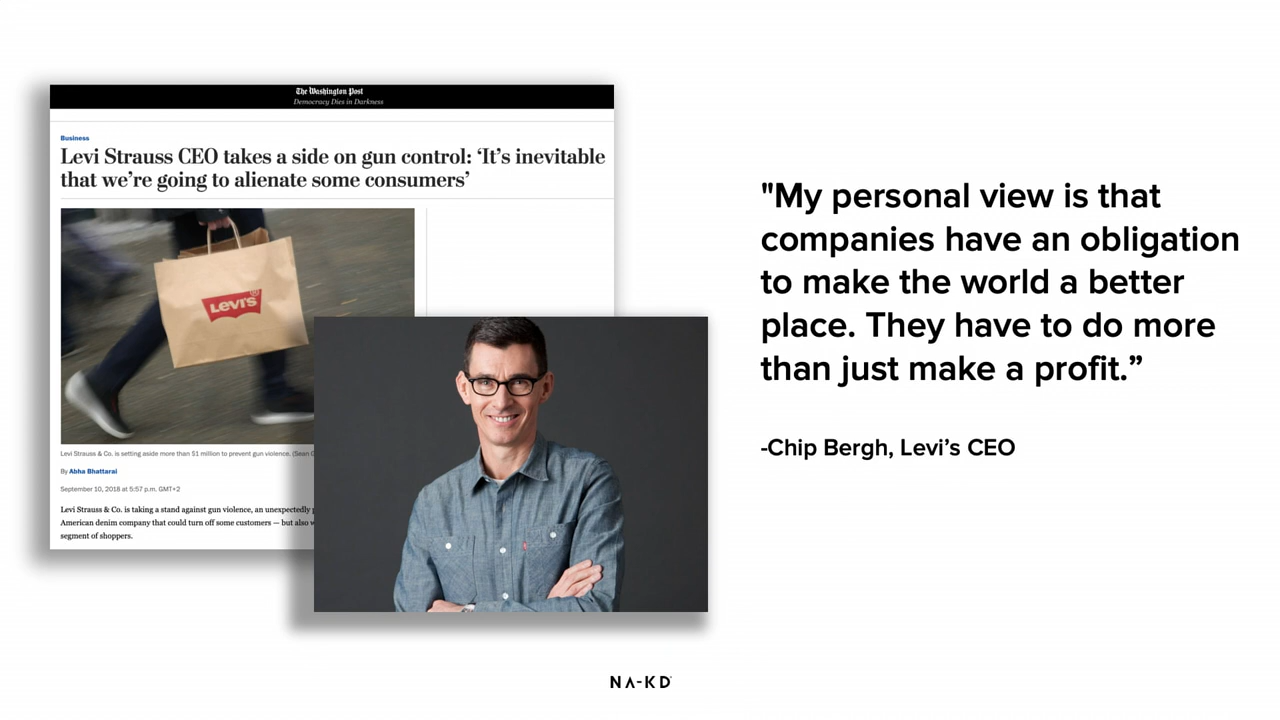 The Washington Post
Democracy Dies in Darkness
Business
Levi Strauss CEO takes a side on gun control: ‘It’s inevitable
that we’re going to alienate some consumers’
Levi's
Levi Strauss & Co. is setting aside more than $1 million to prevent gun violence. (Sean
By Abha Bhattarai
September 10, 2018 at 5:57 p.m. GMT+2
Levi Strauss & Co. is taking a stand against gun violence, an unexpectedly
American denim company that could turn off some customers — but also
segment of shoppers.
"My personal view is that
companies have an obligation
to make the world a better
place. They have to do more
than just make a profit.”
-Chip Bergh, Levi’s CEO
NA-KD